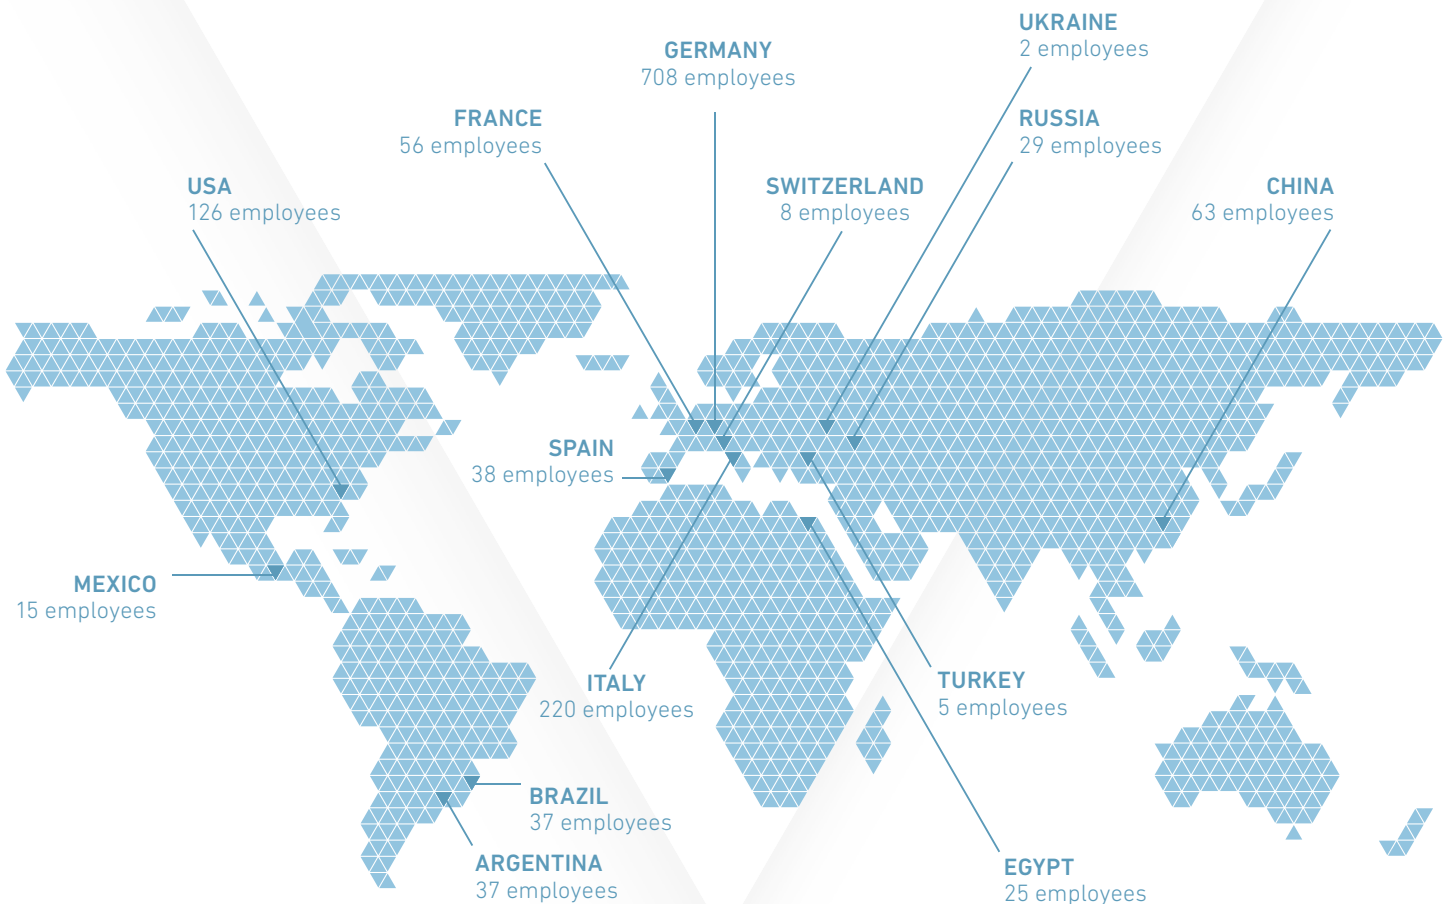 UKRAINE
2 employees
GERMANY
708 employees
FRANCE
56 employees
RUSSIA
29 employees
USA
126 employees
SWITZERLAND
8 employees
CHINA
63 employees
SPAIN
38 employees
MEXICO
15 employees
ITALY
220 employees
TURKEY
5 employees
BRAZIL
37 employees
ARGENTINA
37 employees
EGYPT
25 employees